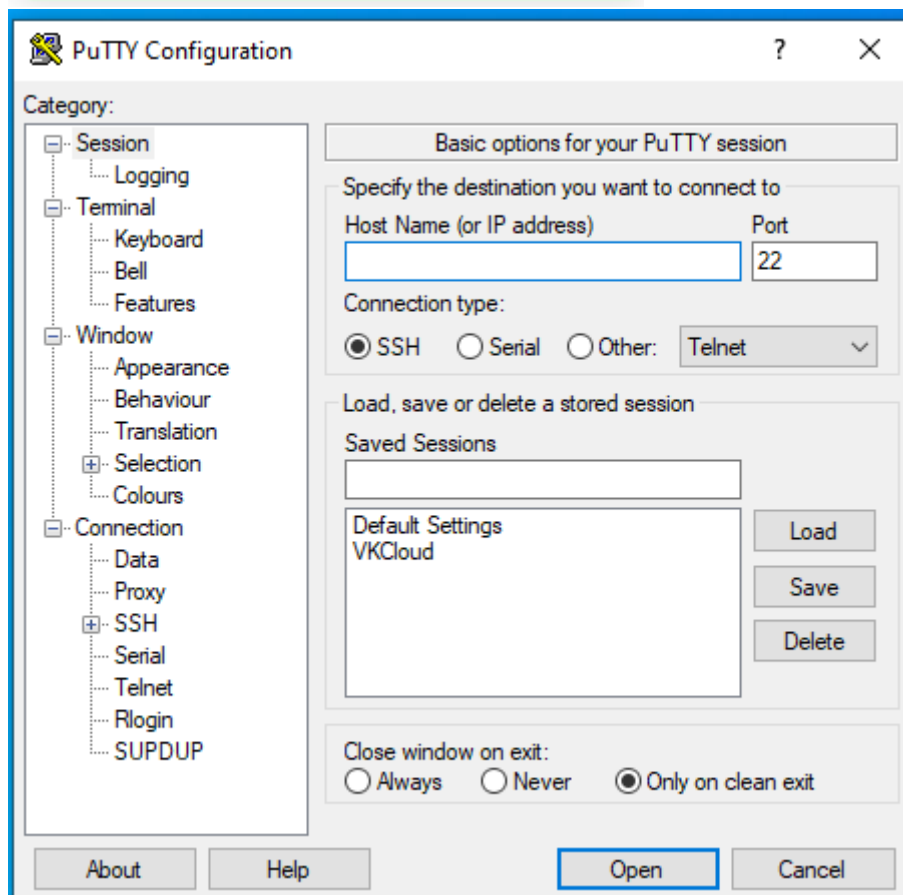 PuTTY Configuration
?
Category:
Session
Logging
Terminal
Keyboard
Bell
Features
Window
Appearance
Behaviour
Translation
Selection
Colours
Connection
Data
Proxy
SSH
Serial
Telnet
Rlogin
SUPDUP
Basic options for your PuTTY session
Specify the destination you want to connect to
Host Name (or IP address) Port
22
Connection type:
SSH Serial Other: Telnet
Load, save or delete a stored session
Saved Sessions
Default Settings
VKCloud
Load
Save
Delete
Close window on exit:
Always Never Only on clean exit
About Help Open Cancel